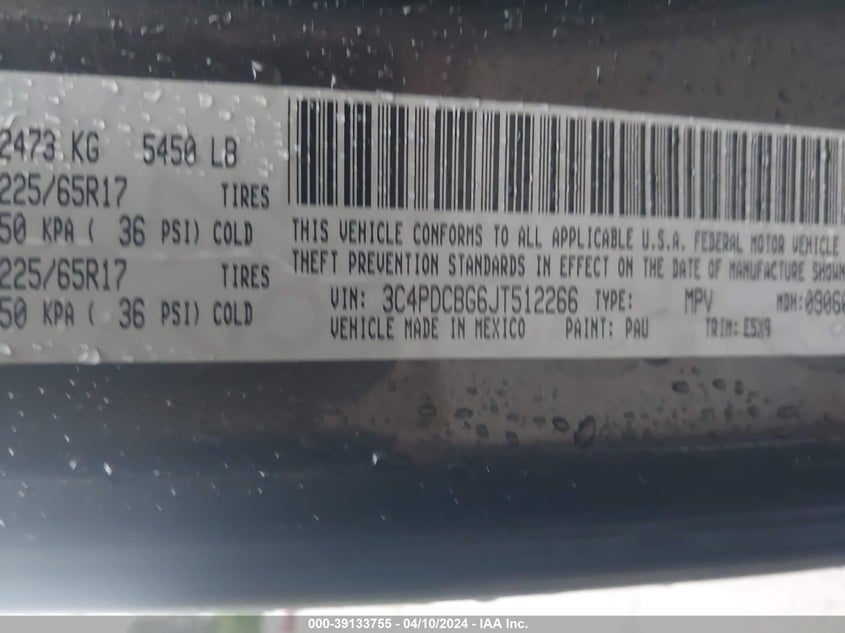 2473 KG 5450 LB
225/65R17 TIRES
50 KPA ( 36 PSI) COLD
225/65R17 TIRES
50 KPA ( 36 PSI) COLD
THIS VEHICLE CONFORMS TO ALL APPLICABLE U.S.A. FEDERAL MOTOR VEHICLE
THEFT PREVENTION STANDARDS IN EFFECT ON THE DATE OF MANUFACTURE SHOWN
VIN: 3C4PDCBG6JT512266 TYPE: MPV MDH:09060
VEHICLE MADE IN MEXICO PAINT: PAU TRIM: E5X9
000-39133755 | 04/10/2024 - IAA Inc.